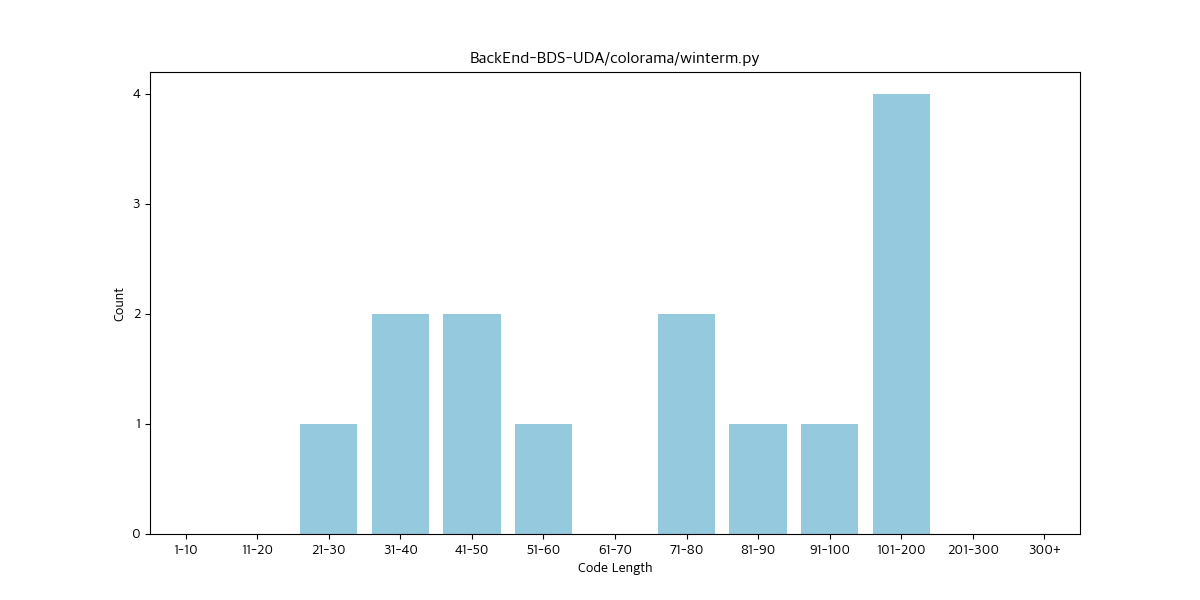 BackEnd-BDS-UDA/colorama/winterm.py
4
3
2
1
0
Count
1-10 11-20 21-30 31-40 41-50 51-60 61-70 71-80 81-90 91-100 101-200 201-300 300+
Code Length